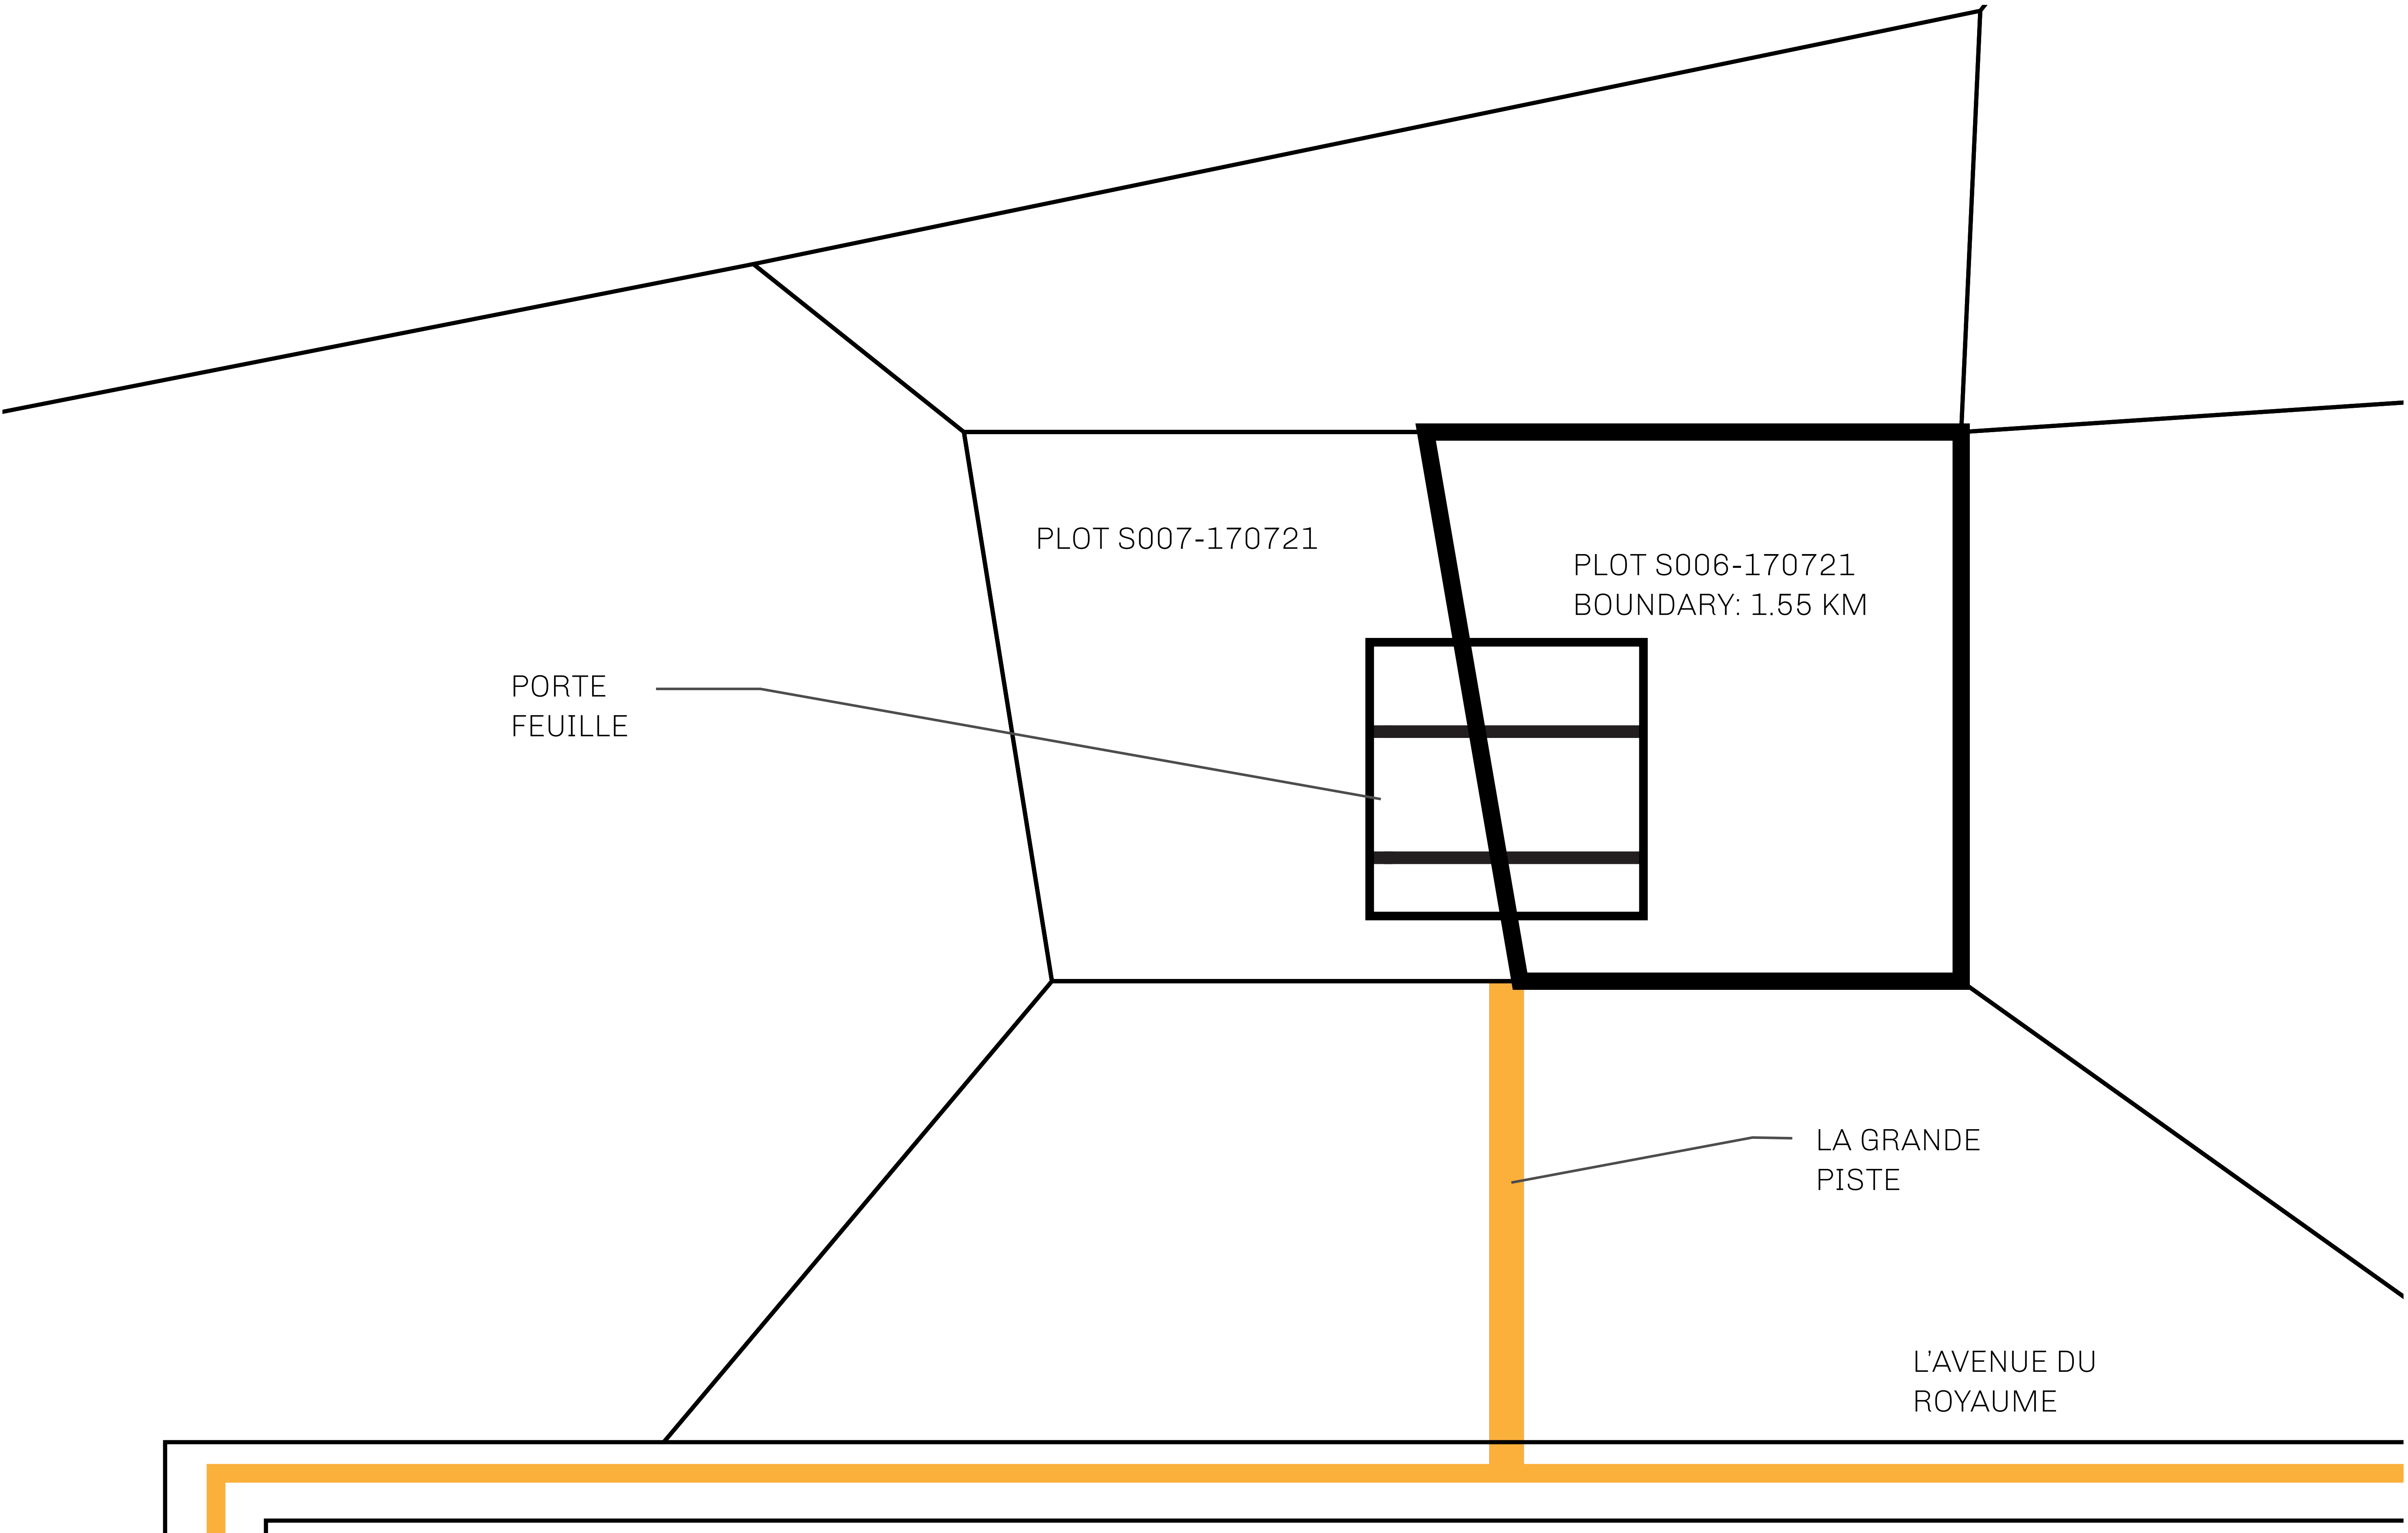 PLOT S007-170721
PLOT S006-170721
BOUNDARY: 1.55 KM
PORTE
FEUILLE
LA GRANDE
PISTE
L'AVENUE DU
ROYAUME